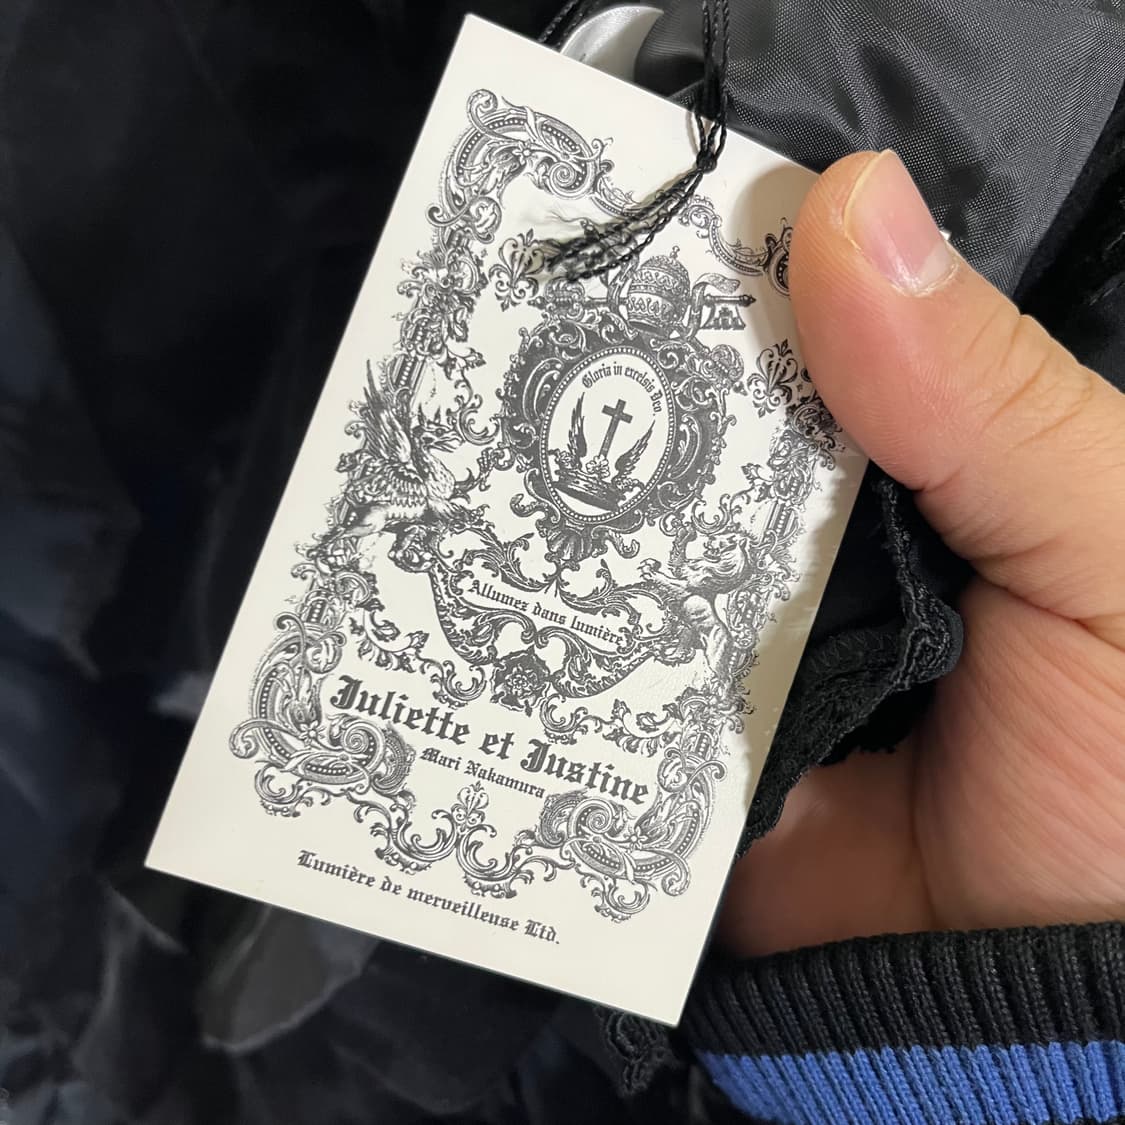 Gloria in excelsis Deo.
Allumez dans lumière
Juliette et Justine
Mari Nakamura
Lumière de merveilleuse Ltd.